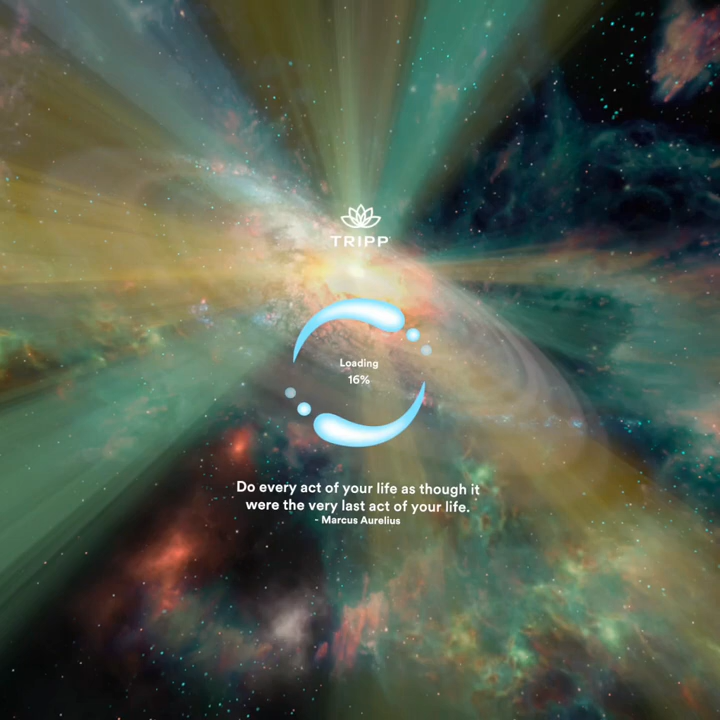 TRIPP
Loading
16%
Do every act of your life as though it
were the very last act of your life.
- Marcus Aurelius